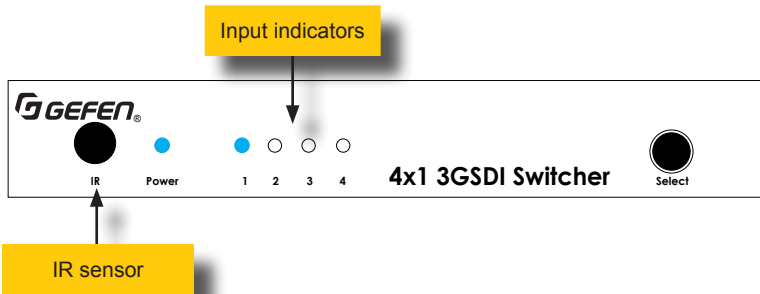 Input indicators
GEFEN®
IR Power 1 2 3 4 4x1 3GSDI Switcher Select
IR sensor